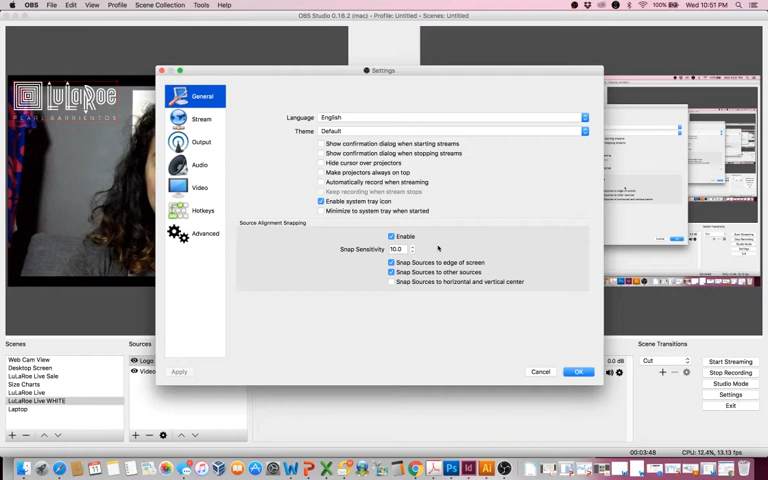 OBS File Edit View Profile Scene Collection Tools Help
100% Wed 10:51 PM
OBS Studio 0.16.2 (mac) - Profile: Untitled - Scenes: Untitled
Settings
LuLaRoe
PEARL BARRIENTOS
General
Stream
Output
Audio
Video
Hotkeys
Advanced
Language English
Theme Default
Show confirmation dialog when starting streams
Show confirmation dialog when stopping streams
Hide cursor over projectors
Make projectors always on top
Automatically record when streaming
Keep recording when stream stops
Enable system tray icon
Minimize to system tray when started
Source Alignment Snapping
Enable
Snap Sensitivity 10.0
Snap Sources to edge of screen
Snap Sources to other sources
Snap Sources to horizontal and vertical center
Apply
Cancel
OK
Scenes
Web Cam View
Desktop Screen
LuLaRoe Live Sale
Size Charts
LuLaRoe Live
LuLaRoe Live WHITE
Laptop
Sources
Logo
Video
0.0 dB
Scene Transitions
Cut
Start Streaming
Stop Recording
Studio Mode
Settings
Exit
00:03:48
CPU: 12.4%, 13.13 fps